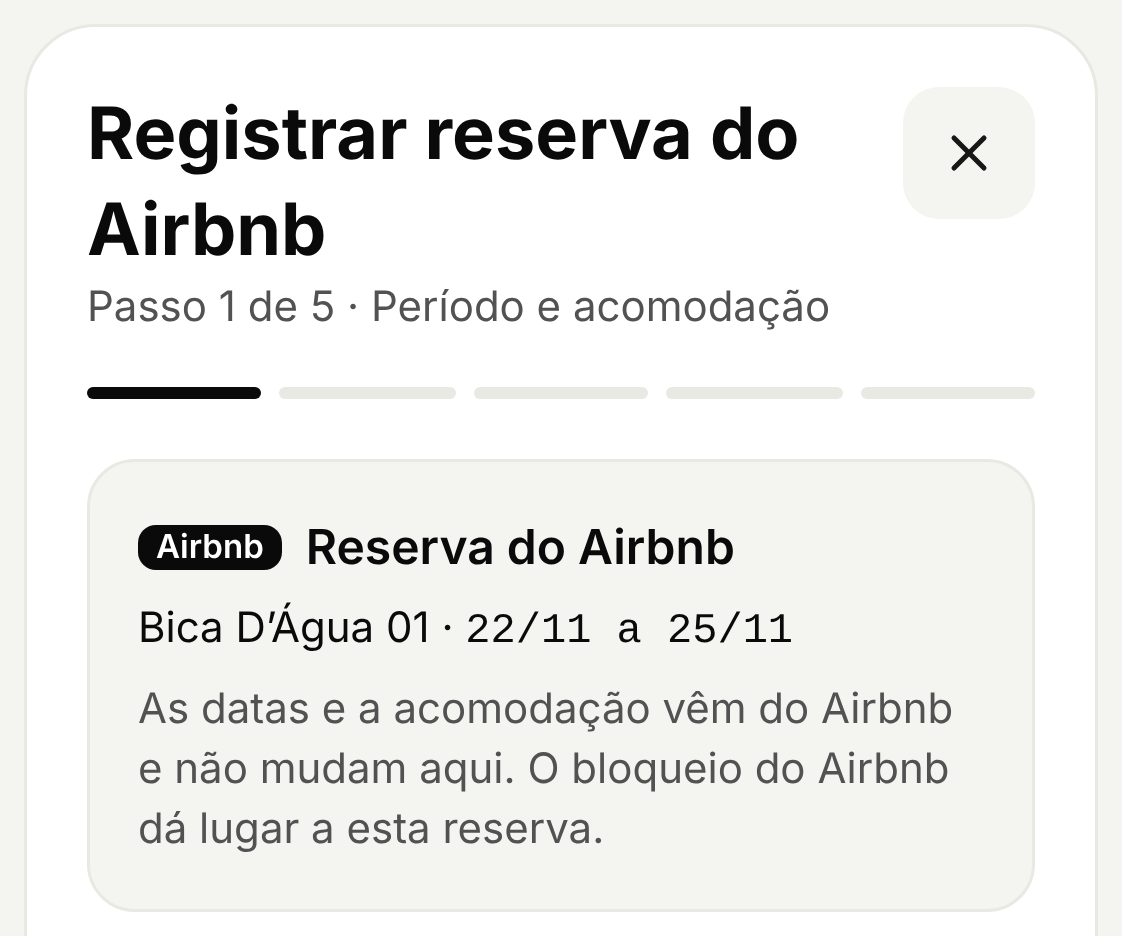 Registrar reserva do
Airbnb
Passo 1 de 5 · Período e acomodação
Airbnb Reserva do Airbnb
Bica D’Água 01 · 22/11 a 25/11
As datas e a acomodação vêm do Airbnb
e não mudam aqui. O bloqueio do Airbnb
dá lugar a esta reserva.